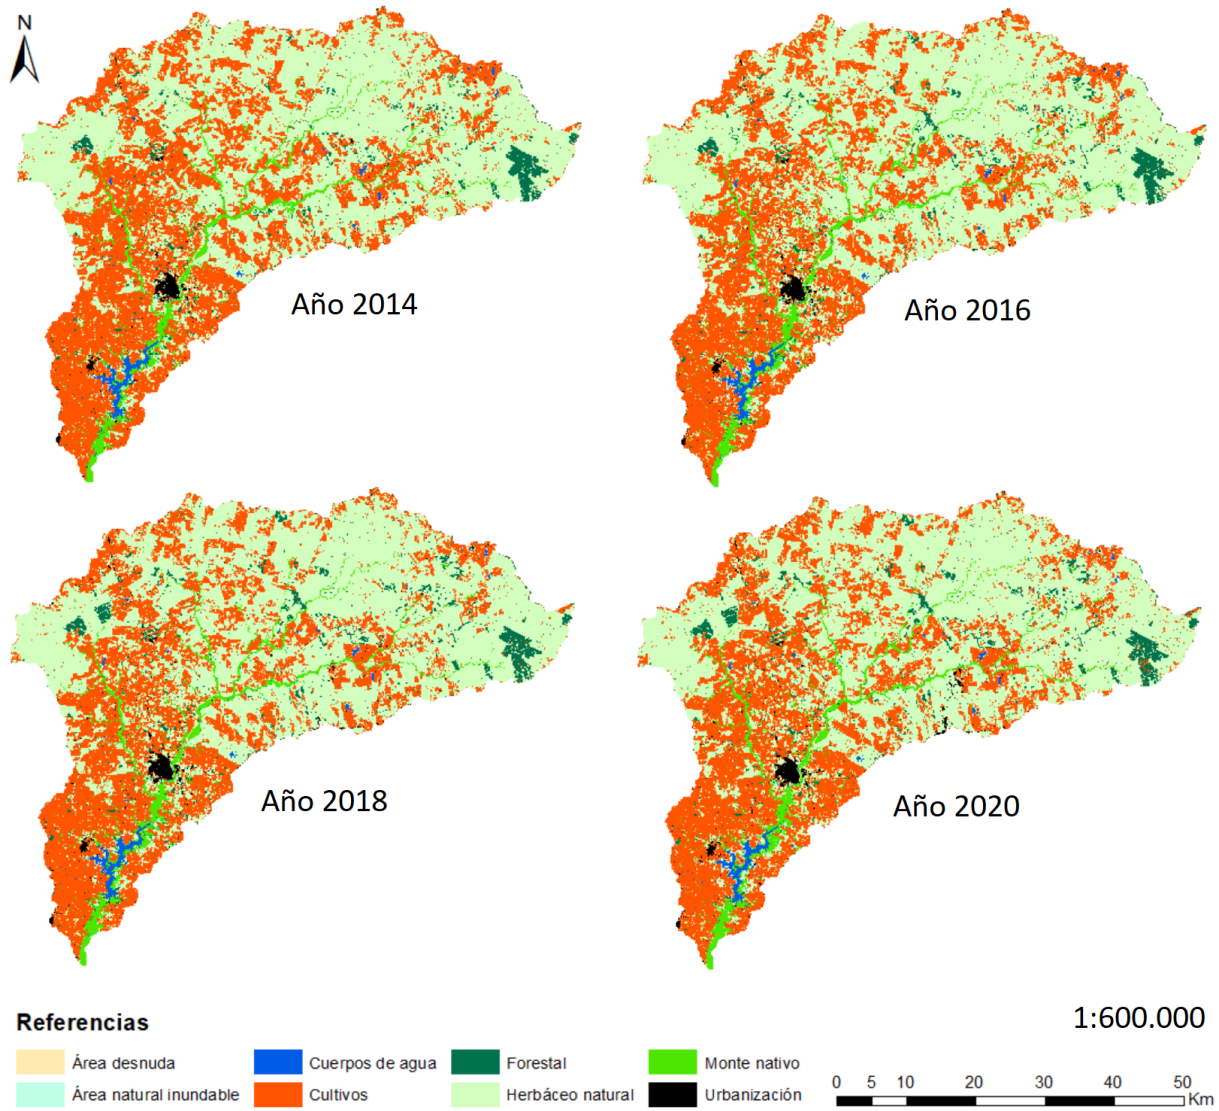 N
Año 2014
Año 2016
Año 2018
Año 2020
1:600.000
Referencias
Área desnuda
Cuerpos de agua
Forestal
Monte nativo
Área natural inundable
Cultivos
Herbáceo natural
Urbanización
0 5 10 20 30 40 50
Km